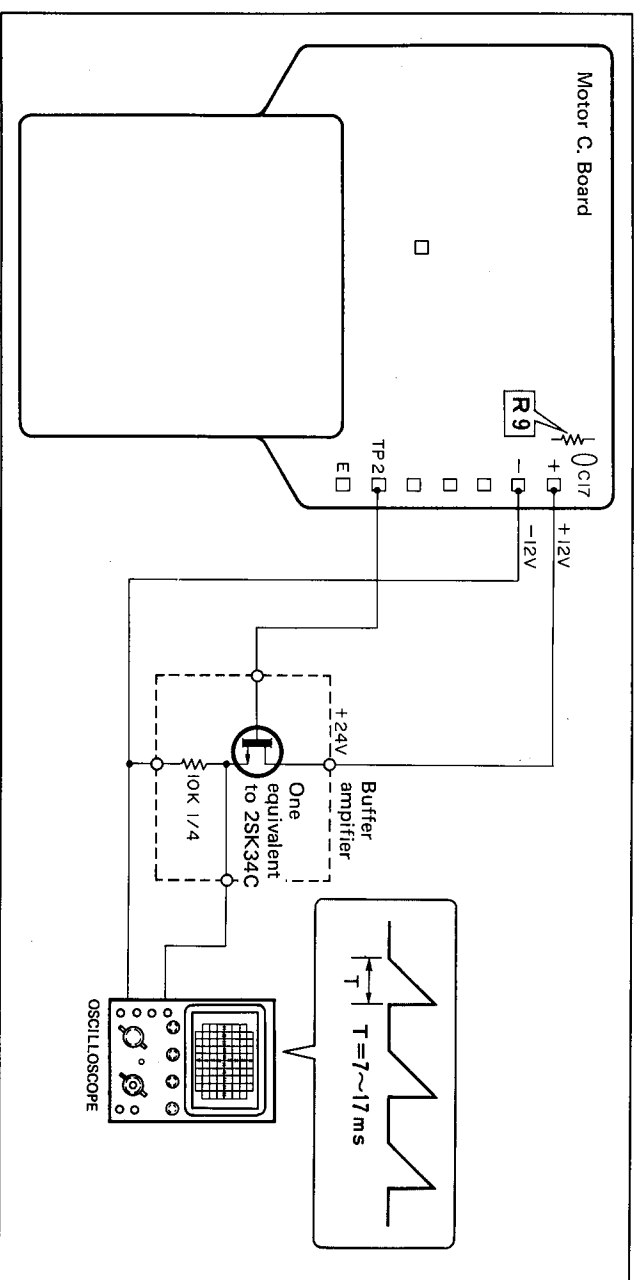 Motor C. Board
R9
C17
+
-
+12V
-12V
TP2
E
+24V
Buffer
ampifier
One
equivalent
to 2SK34C
10K 1/4
T
T=7~17ms
OSCILLOSCOPE